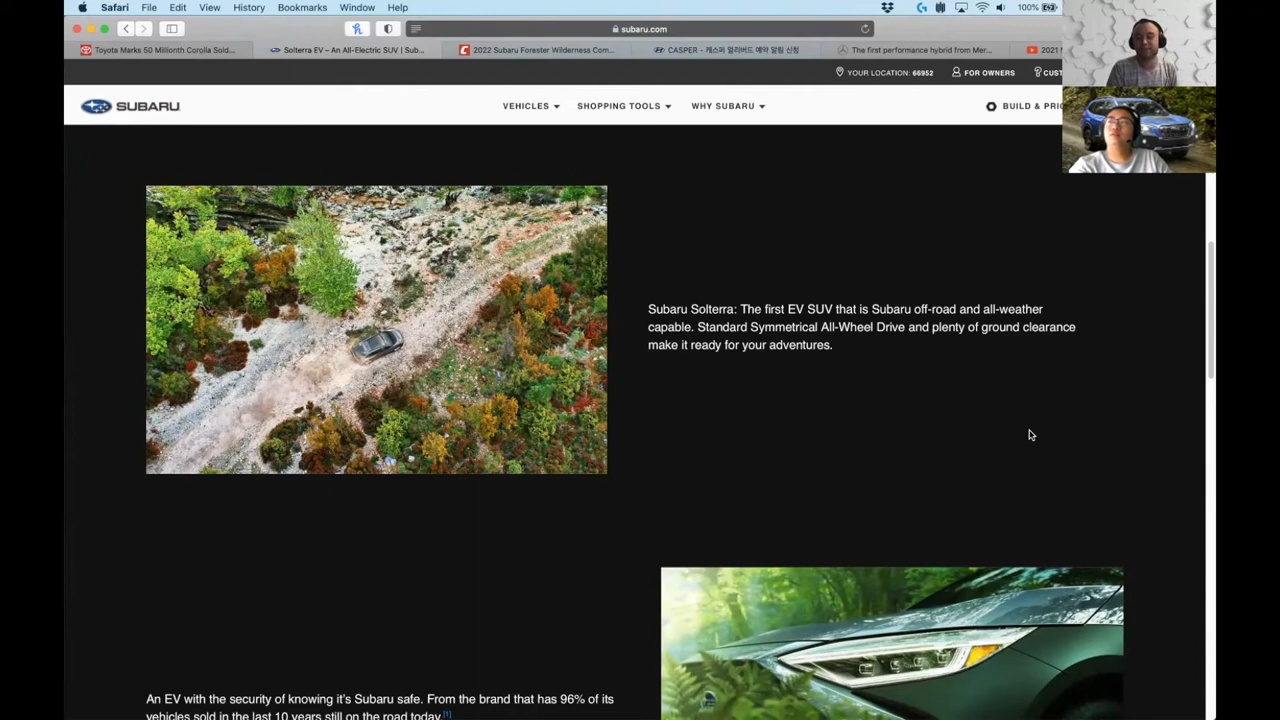 Safari File Edit View History Bookmarks Window Help 100%
subaru.com
Toyota Marks 50 Millionth Corolla Sold...
Solterra EV – An All-Electric SUV | Sub...
2022 Subaru Forester Wilderness Com...
CASPER - 캐스퍼 얼리버드 예약 알림 신청
The first performance hybrid from Mer...
2021 N
YOUR LOCATION: 66952 FOR OWNERS CUST
SUBARU. VEHICLES SHOPPING TOOLS WHY SUBARU BUILD & PRIC
Subaru Solterra: The first EV SUV that is Subaru off-road and all-weather
capable. Standard Symmetrical All-Wheel Drive and plenty of ground clearance
make it ready for your adventures.
An EV with the security of knowing it's Subaru safe. From the brand that has 96% of its
vehicles sold in the last 10 years still on the road today.[1]